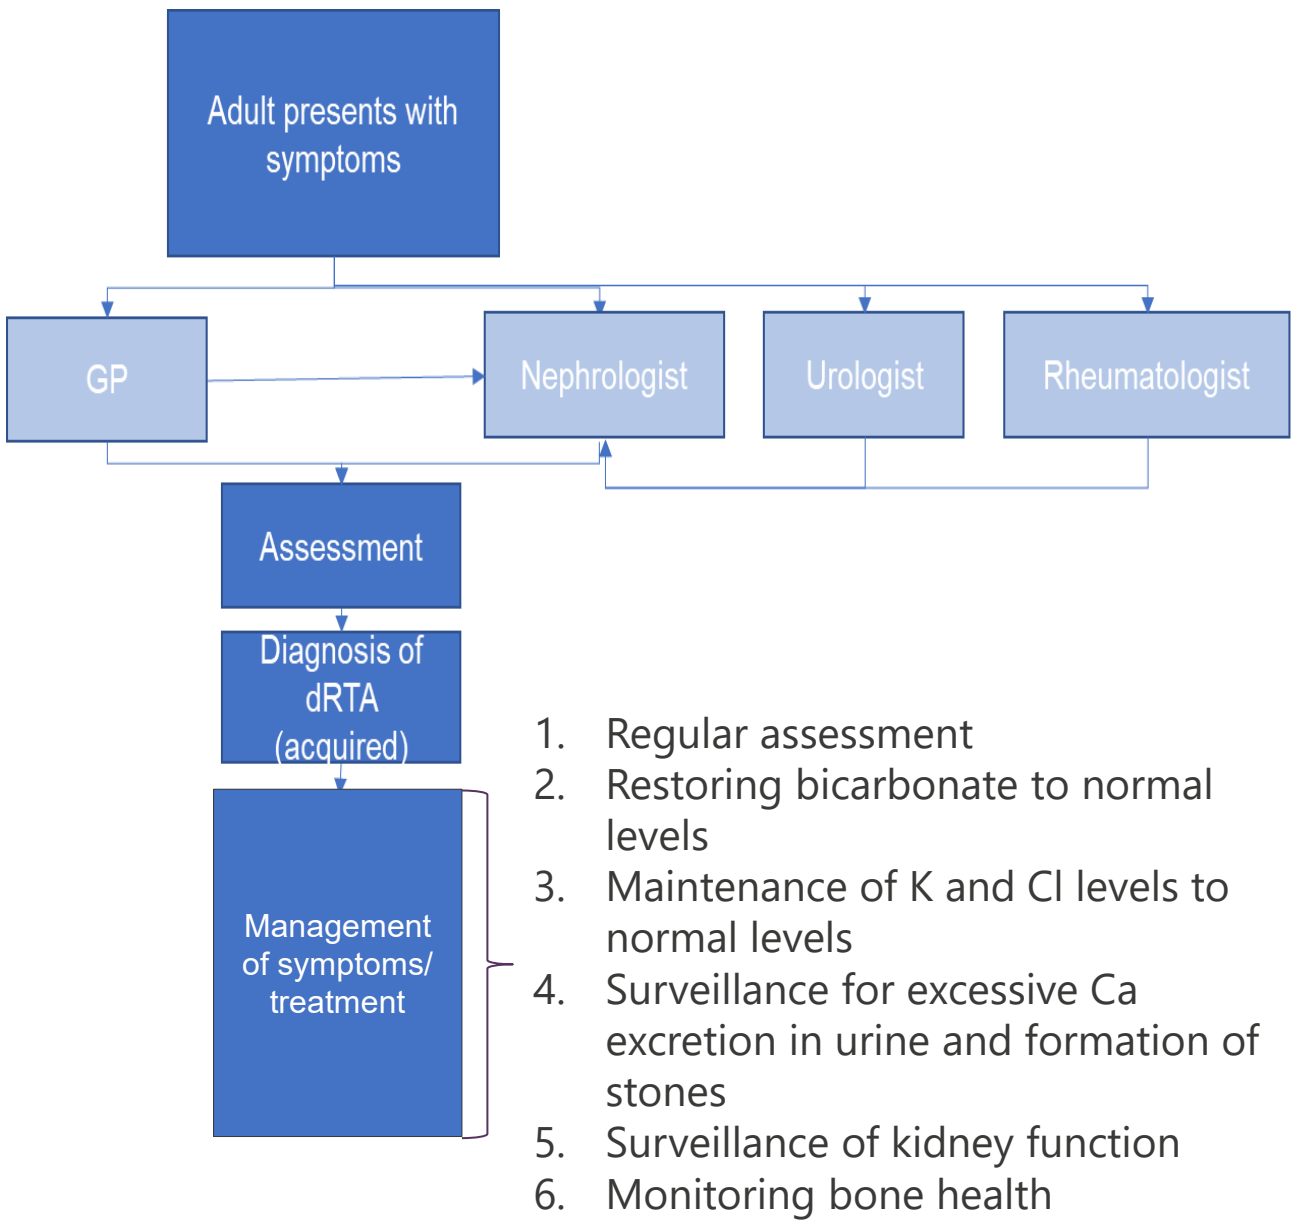 Adult presents with
symptoms
GP
Nephrologist
Urologist
Rheumatologist
Assessment
Diagnosis of
dRTA
(acquired)
Management
of symptoms/
treatment
1. Regular assessment
2. Restoring bicarbonate to normal
levels
3. Maintenance of K and Cl levels to
normal levels
4. Surveillance for excessive Ca
excretion in urine and formation of
stones
5. Surveillance of kidney function
6. Monitoring bone health